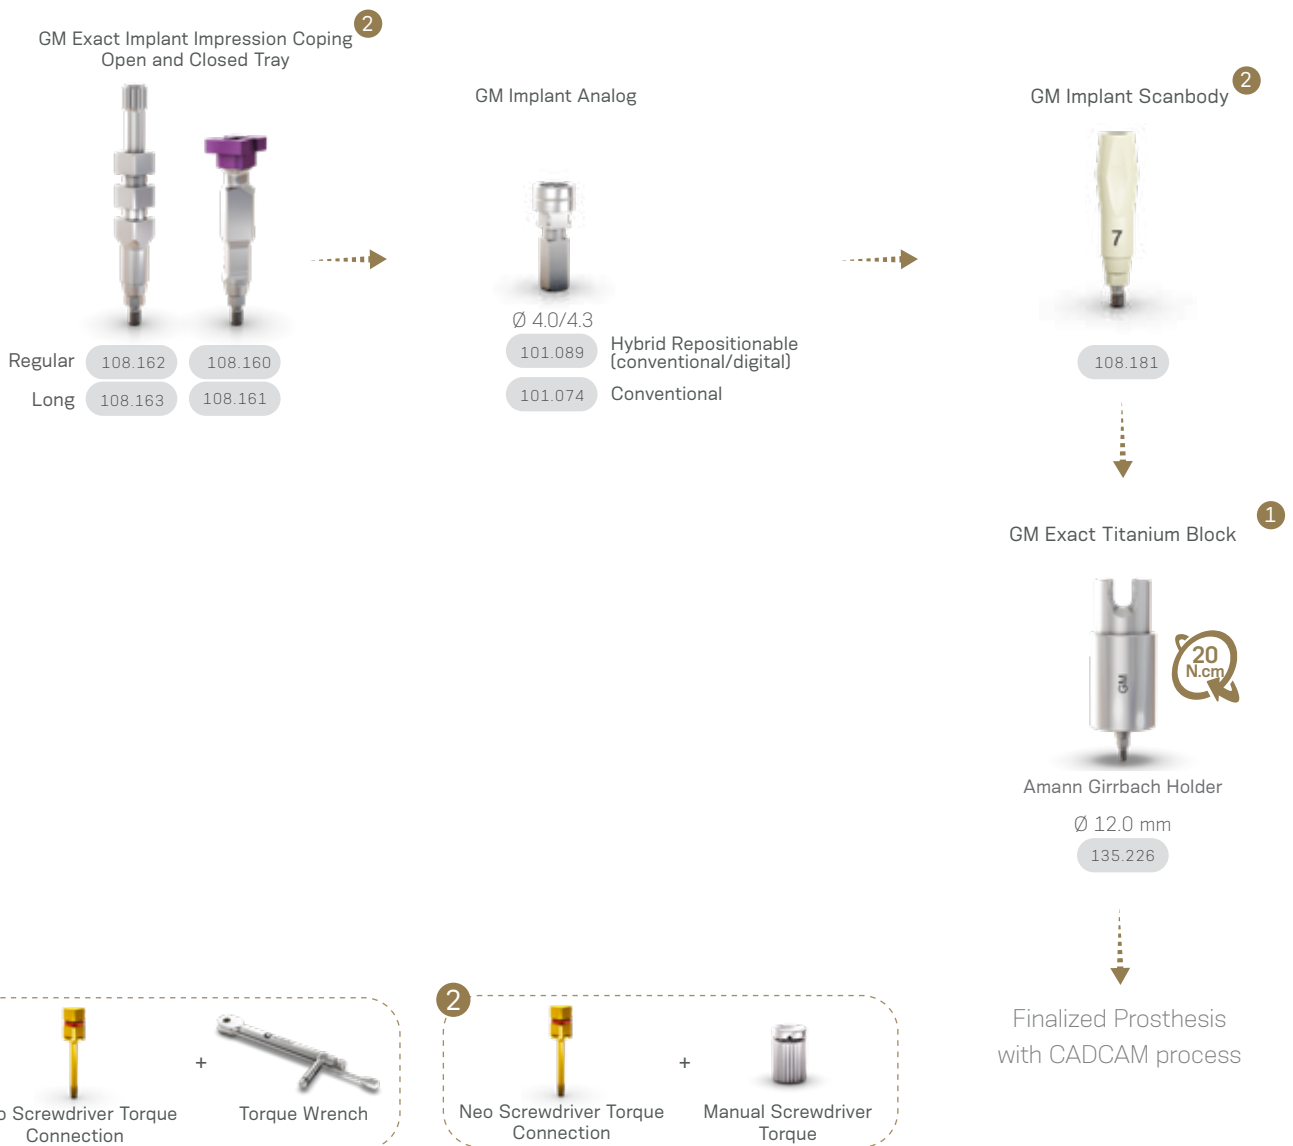 GM Exact Implant Impression Coping 2
Open and Closed Tray
GM Implant Analog
GM Implant Scanbody 2
7
Ø 4.0/4.3
Regular 108.162 108.160
Long 108.163 108.161
101.089 Hybrid Repositionable
(conventional/digital)
101.074 Conventional
108.181
1
GM Exact Titanium Block
20
N.cm
GM
Amann Girrbach Holder
Ø 12.0 mm
135.226
Finalized Prosthesis
with CADCAM process
+
o Screwdriver Torque
Connection
Torque Wrench
2
+
Neo Screwdriver Torque
Connection
Manual Screwdriver
Torque